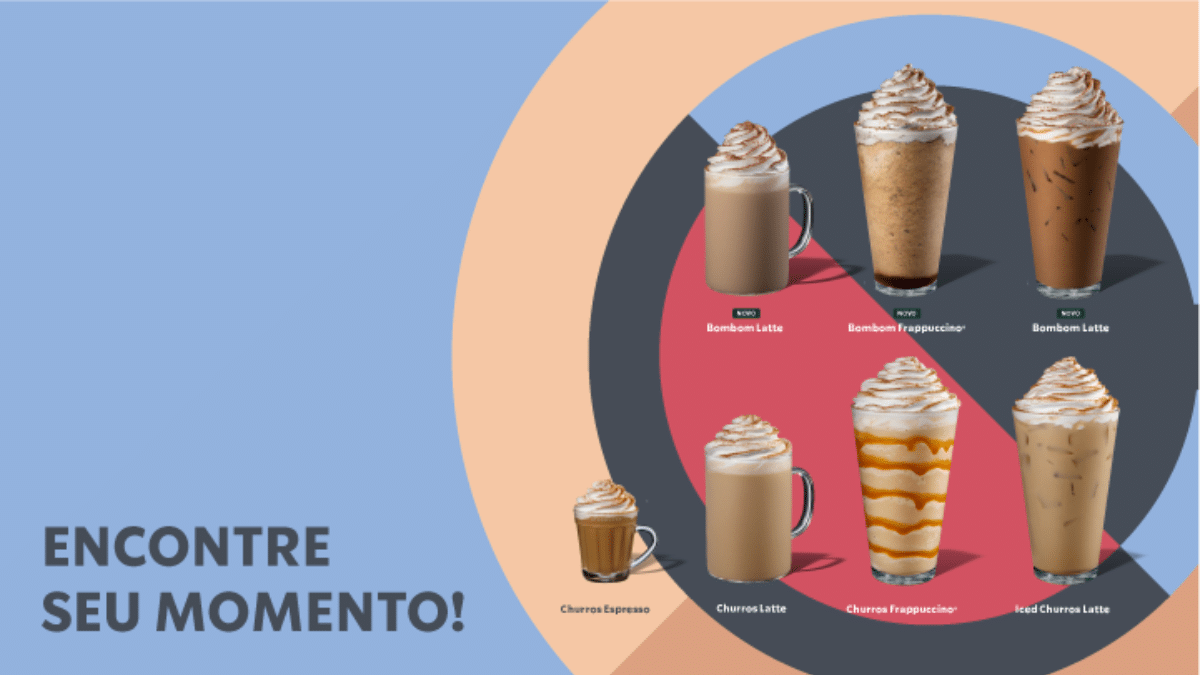 NOVO
Bombom Latte
NOVO
Bombom Frappuccino®
NOVO
Bombom Latte
Churros Espresso
Churros Latte
Churros Frappuccino®
Iced Churros Latte
ENCONTRE
SEU MOMENTO!